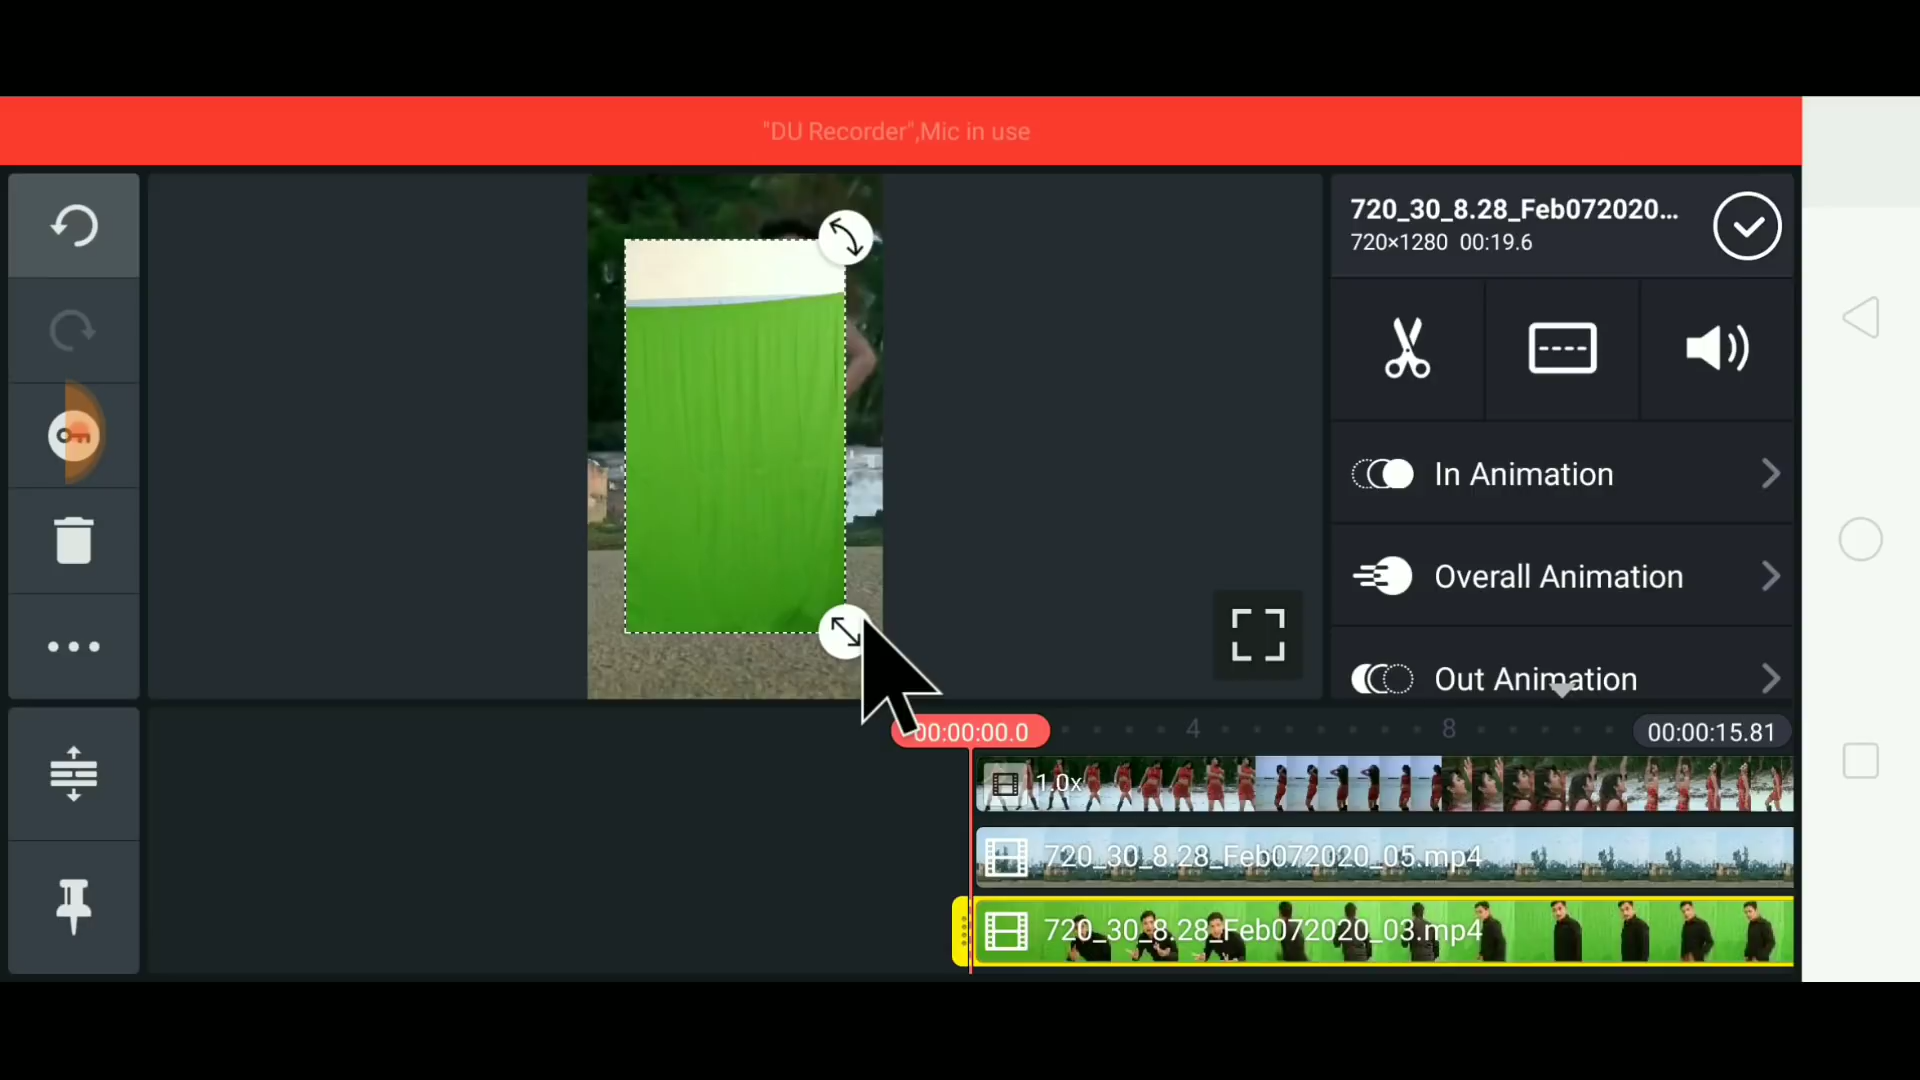 "DU Recorder",Mic in use
720_30_8.28_Feb072020...
720×1280 00:19.6
In Animation
Overall Animation
Out Animation
00:00:00.0
4
8
00:00:15.81
1.0x
720_30_8.28_Feb072020_05.mp4
720_30_8.28_Feb072020_03.mp4